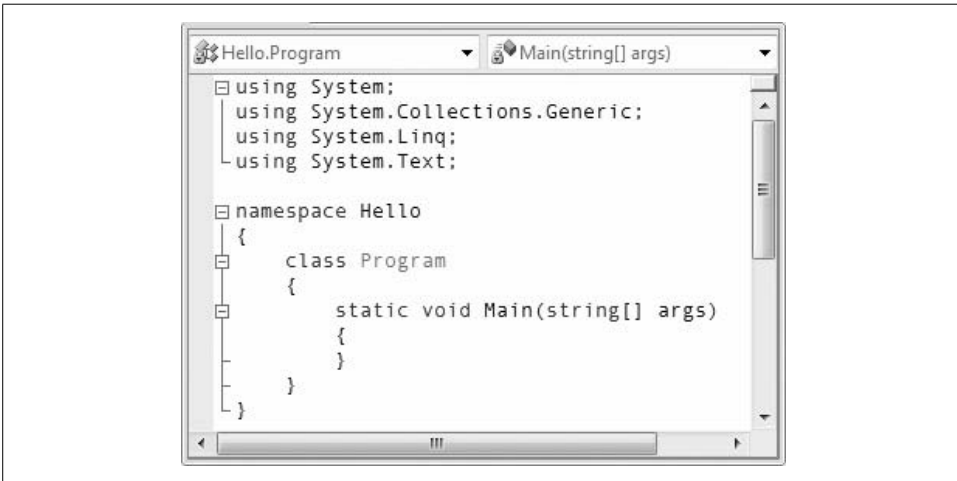 Hello.Program Main(string[] args)
using System;
using System.Collections.Generic;
using System.Linq;
using System.Text;
namespace Hello
{
class Program
{
static void Main(string[] args)
{
}
}
}